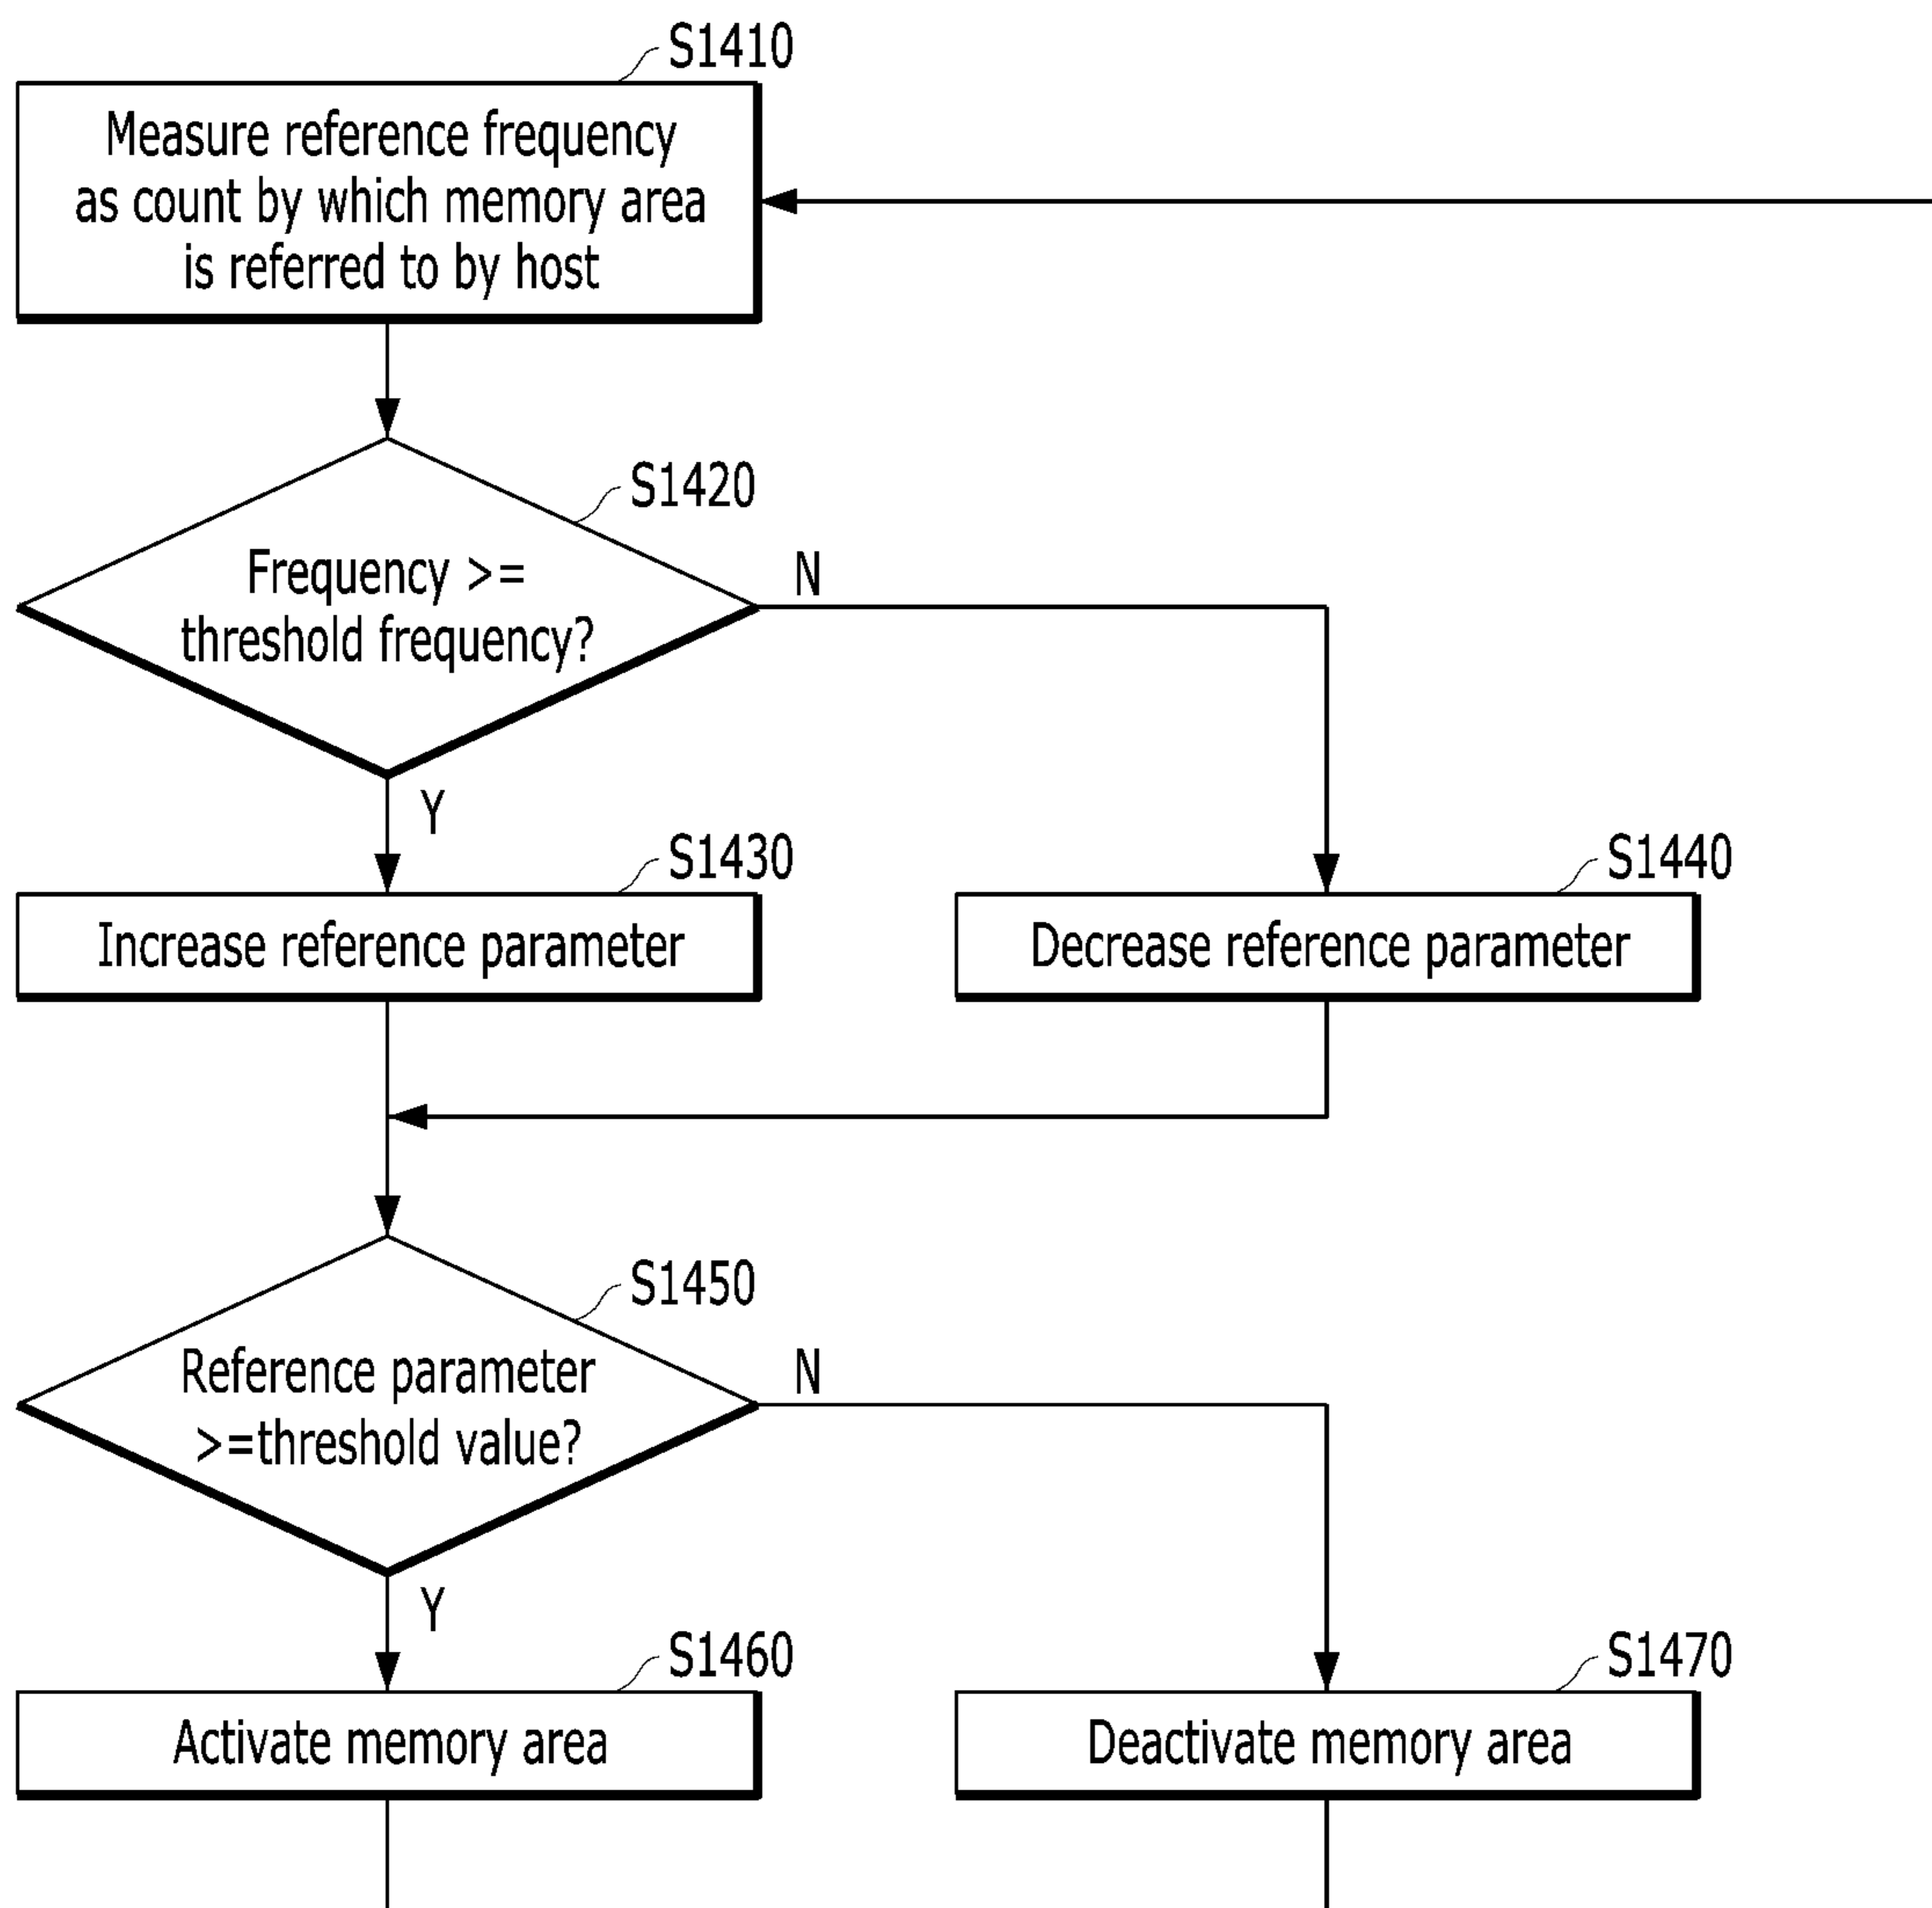 S1410
Measure reference frequency
as count by which memory area
is referred to by host
S1420
Frequency >=
threshold frequency?
N
Y
S1430
Increase reference parameter
S1440
Decrease reference parameter
S1450
Reference parameter
>=threshold value?
N
Y
S1460
Activate memory area
S1470
Deactivate memory area